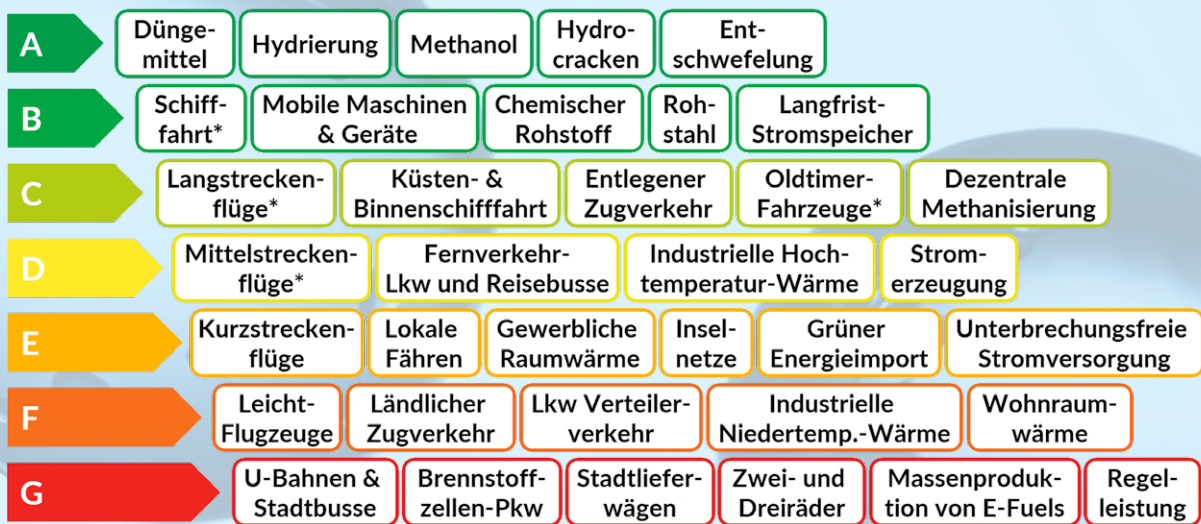 A
Dünge-
mittel
Hydrierung
Methanol
Hydro-
cracken
Ent-
schwefelung
B
Schiff-
fahrt*
Mobile Maschinen
& Geräte
Chemischer
Rohstoff
Roh-
stahl
Langfrist-
Stromspeicher
C
Langstrecken-
flüge*
Küsten- &
Binnenschifffahrt
Entlegener
Zugverkehr
Oldtimer-
Fahrzeuge*
Dezentrale
Methanisierung
D
Mittelstrecken-
flüge*
Fernverkehr-
Lkw und Reisebusse
Industrielle Hoch-
temperatur-Wärme
Strom-
erzeugung
E
Kurzstrecken-
flüge
Lokale
Fähren
Gewerbliche
Raumwärme
Insel-
netze
Grüner
Energieimport
Unterbrechungsfreie
Stromversorgung
F
Leicht-
Flugzeuge
Ländlicher
Zugverkehr
Lkw Verteiler-
verkehr
Industrielle
Niedertemp.-Wärme
Wohnraum-
wärme
G
U-Bahnen &
Stadtbusse
Brennstoff-
zellen-Pkw
Stadtliefer-
wägen
Zwei- und
Dreiräder
Massenproduk-
tion von E-Fuels
Regel-
leistung